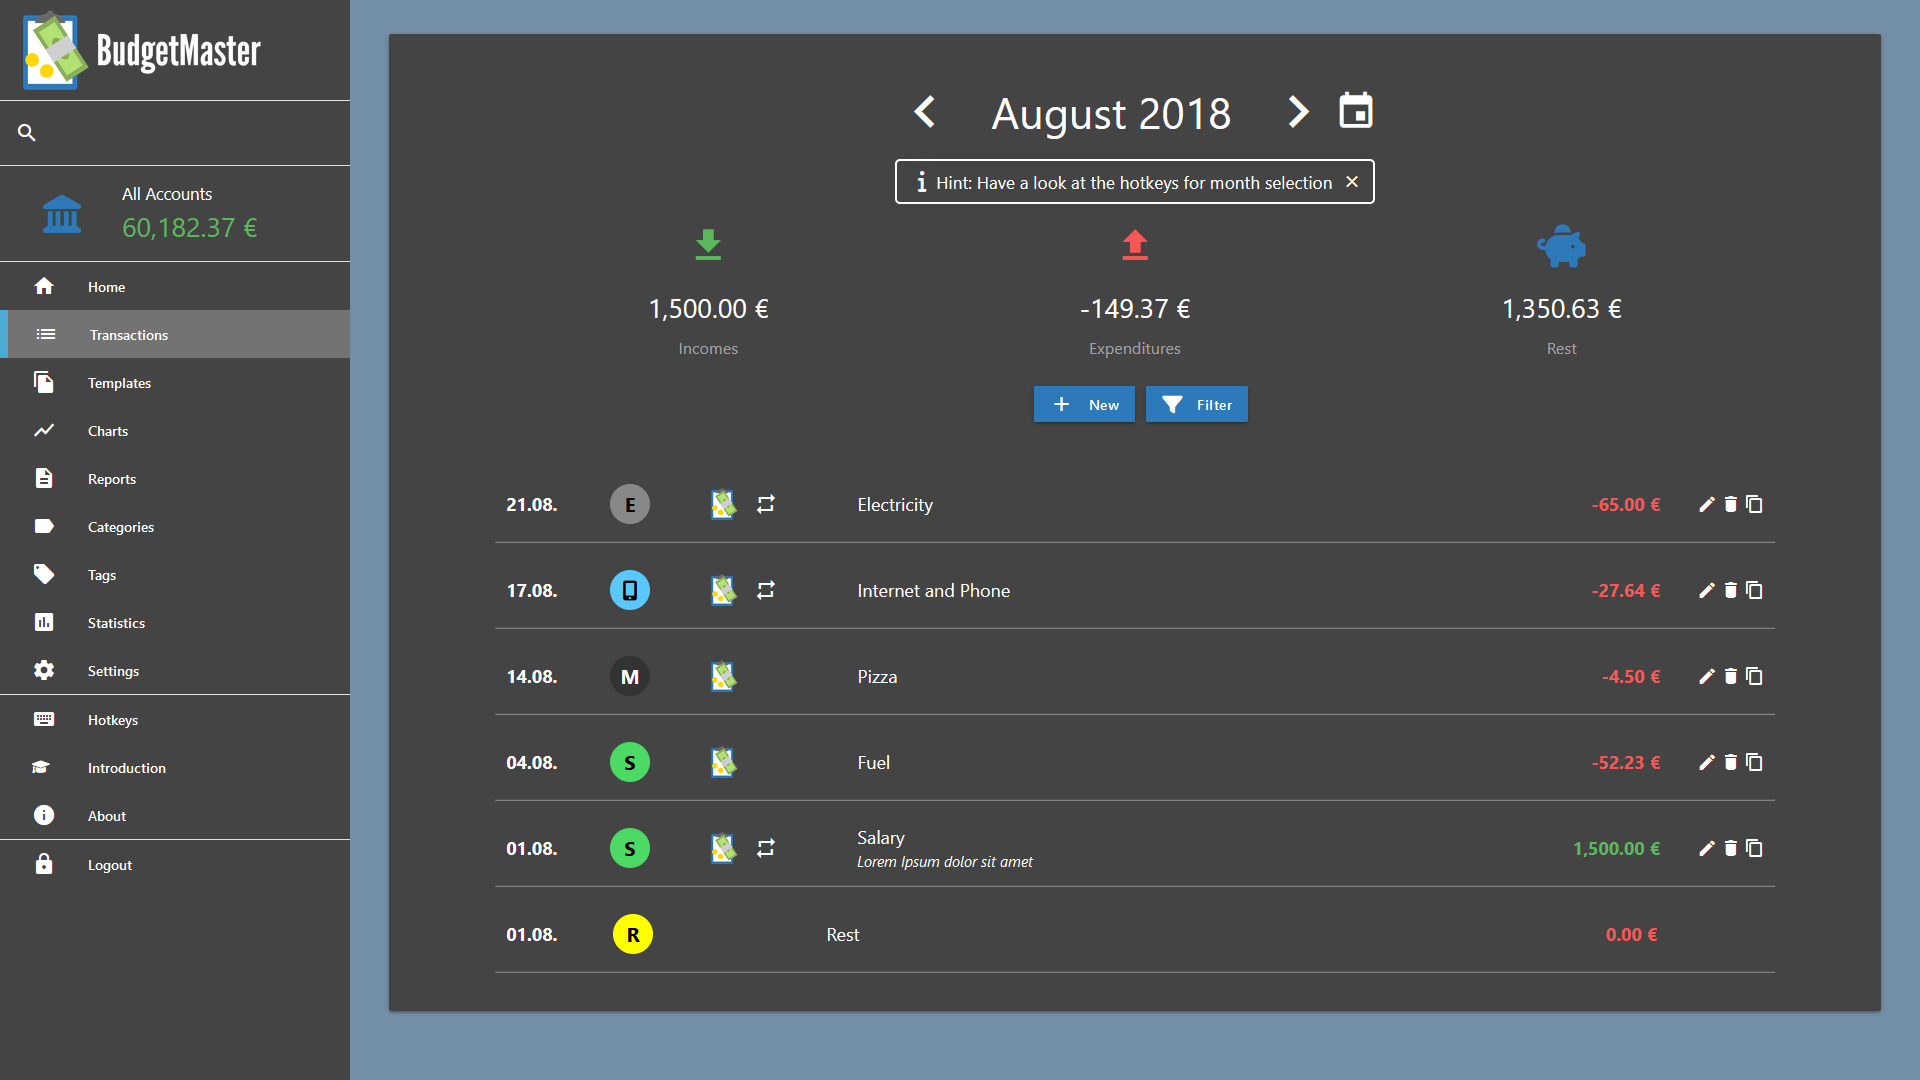 BudgetMaster
All Accounts
60,182.37 €
Home
Transactions
Templates
Charts
Reports
Categories
Tags
Statistics
Settings
Hotkeys
Introduction
About
Logout
August 2018
Hint: Have a look at the hotkeys for month selection
1,500.00 € -149.37 € 1,350.63 €
Incomes Expenditures Rest
New Filter
21.08. E Electricity -65.00 €
17.08. Internet and Phone -27.64 €
14.08. M Pizza -4.50 €
04.08. S Fuel -52.23 €
01.08. S Salary 1,500.00 €
Lorem Ipsum dolor sit amet
01.08. R Rest 0.00 €